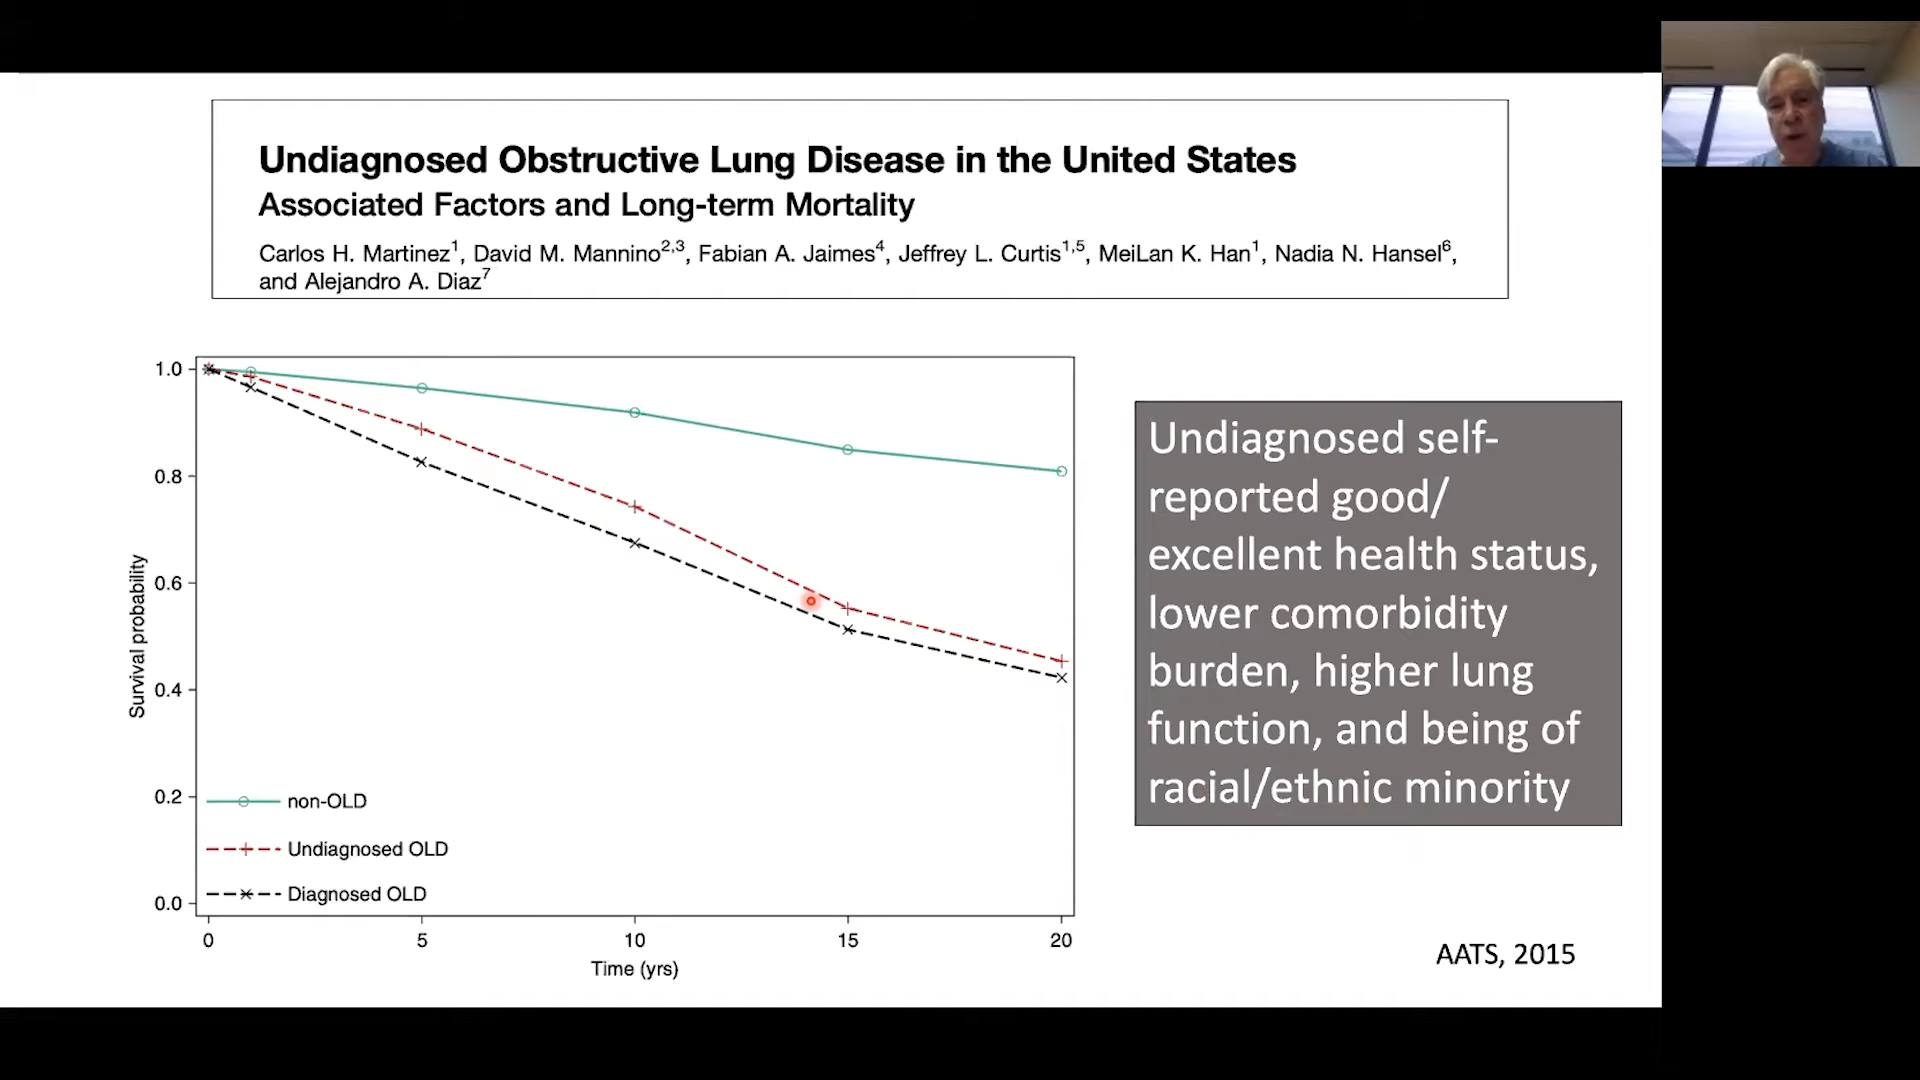 Undiagnosed Obstructive Lung Disease in the United States
Associated Factors and Long-term Mortality
Carlos H. Martinez1, David M. Mannino2,3, Fabian A. Jaimes4, Jeffrey L. Curtis1,5, MeiLan K. Han1, Nadia N. Hansel6,
and Alejandro A. Diaz7
1.0
0.8
0.6
0.4
0.2
0.0
Survival probability
non-OLD
Undiagnosed OLD
Diagnosed OLD
0 5 10 15 20
Time (yrs)
Undiagnosed self-
reported good/
excellent health status,
lower comorbidity
burden, higher lung
function, and being of
racial/ethnic minority
AATS, 2015